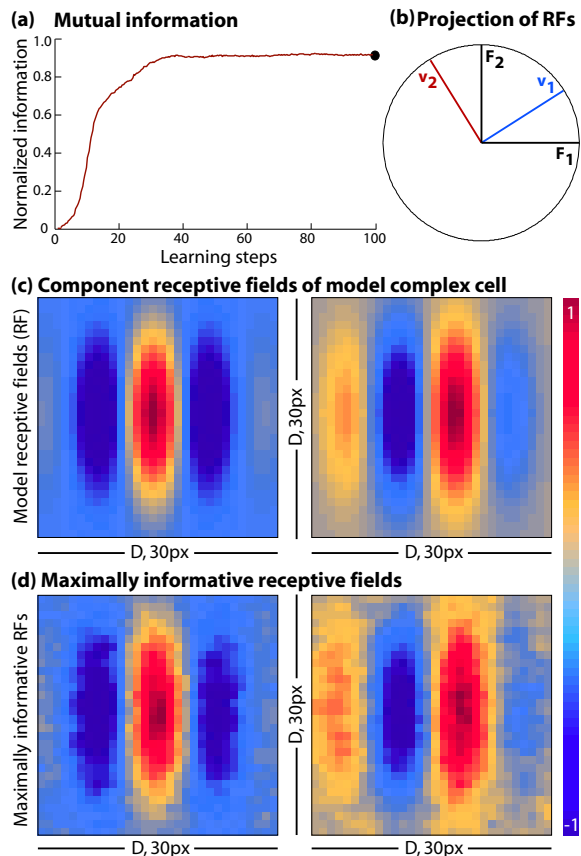 (a) Mutual information
Normalized information
1.0
0.8
0.6
0.4
0.2
0
0
20
40
60
80
100
Learning steps
(b) Projection of RFs
F2
v2
v1
F1
(c) Component receptive fields of model complex cell
Model receptive fields (RF)
D, 30px
D, 30px
D, 30px
1
(d) Maximally informative receptive fields
Maximally informative RFs
D, 30px
D, 30px
D, 30px
-1